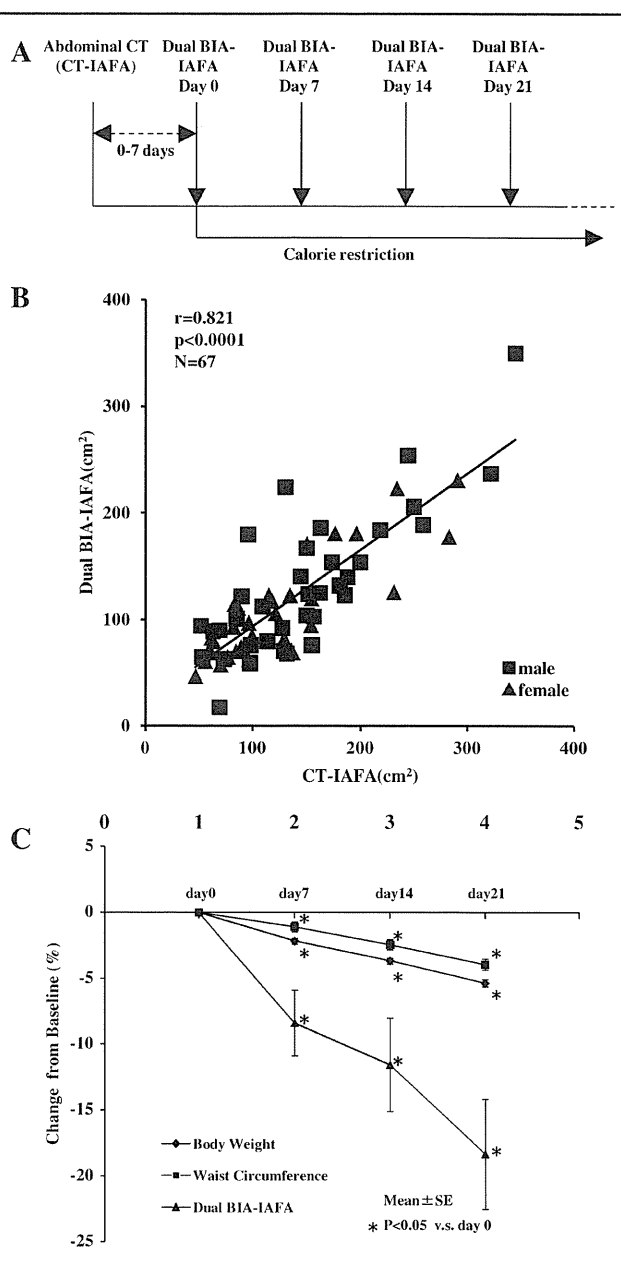 A
Abdominal CT
(CT-IAFA)
Dual BIA-
IAFA
Day 0
Dual BIA-
IAFA
Day 7
Dual BIA-
IAFA
Day 14
Dual BIA-
IAFA
Day 21
0-7 days
Calorie restriction
B
r=0.821
p<0.0001
N=67
Dual BIA-IAFA(cm²)
400
300
200
100
0
0 100 200 300 400
CT-IAFA(cm²)
male
female
C
0 1 2 3 4 5
day0 day7 day14 day21
Change from Baseline (%)
5
0
-5
-10
-15
-20
-25
* * *
* * *
* * *
Body Weight
Waist Circumference
Dual BIA-IAFA
Mean±SE
* P<0.05 v.s. day 0